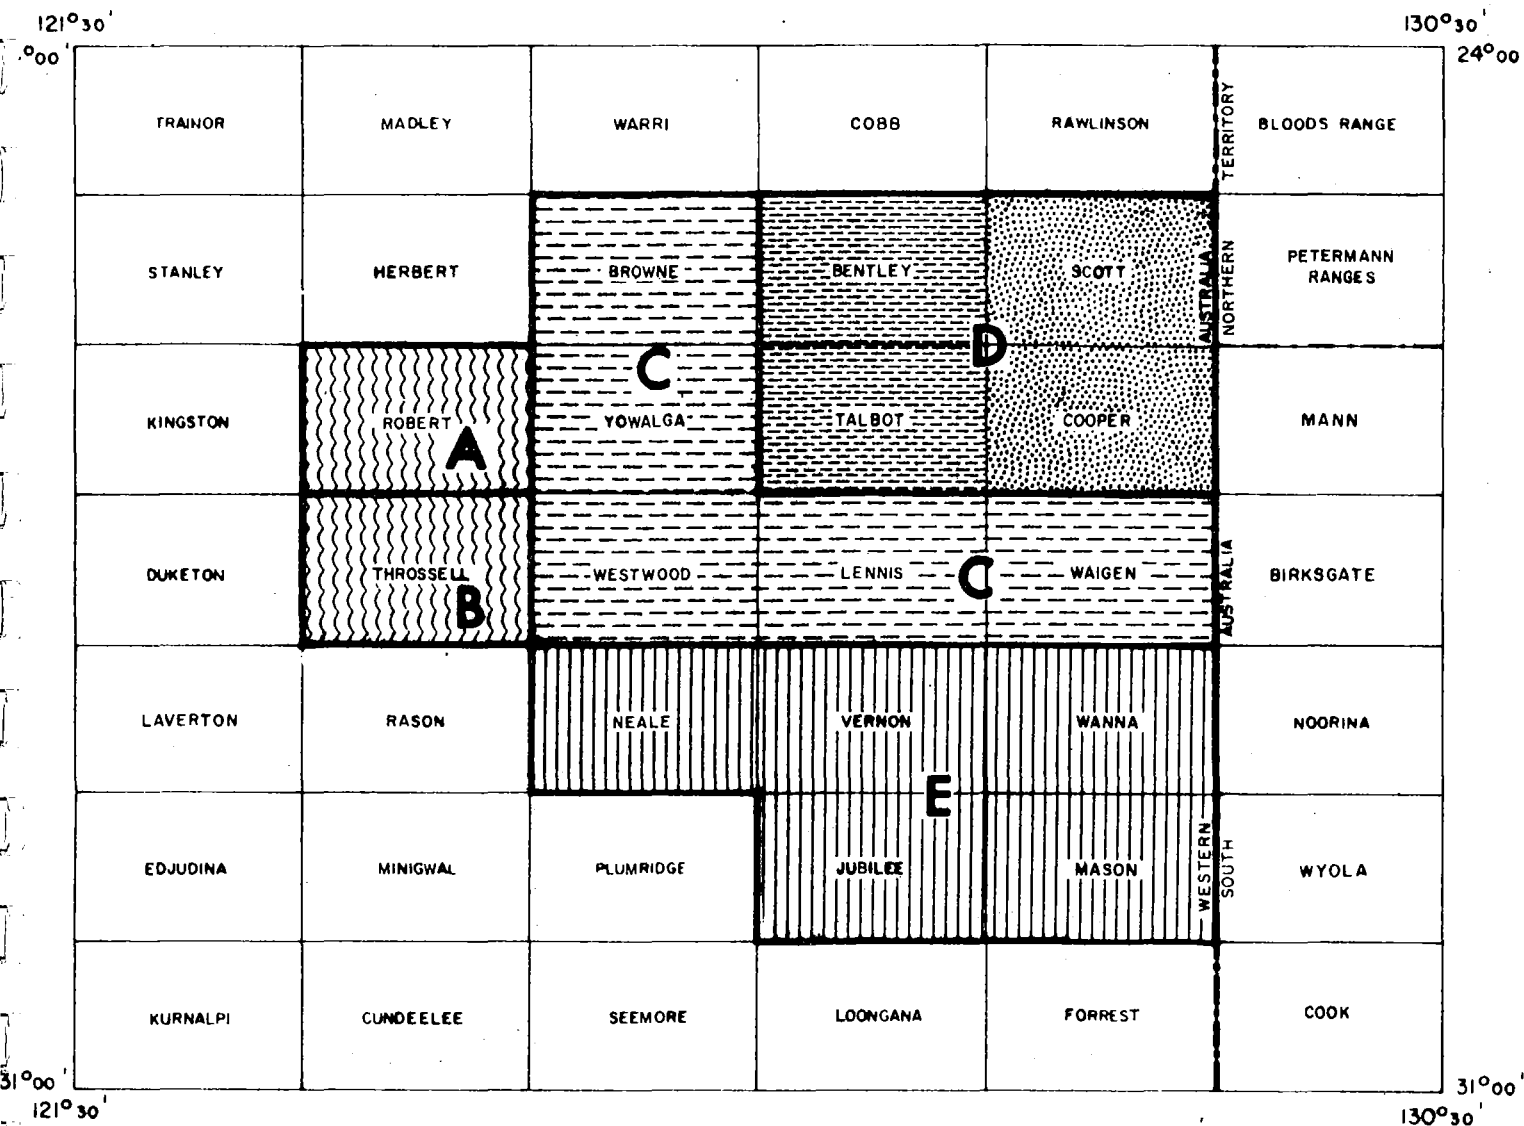 121°30' 130°30'
°00' 24°00
TRAINOR MADLEY WARRI COBB RAWLINSON BLOODS RANGE
TERRITORY
STANLEY HERBERT BROWNE BENTLEY SCOTT PETERMANN
RANGES
AUSTRALIA
NORTHERN
C D
KINGSTON ROBERT YOWALGA TALBOT COOPER MANN
A
DUKETON THROSSELL WESTWOOD LENNIS C WAIGEN BIRKSGATE
AUSTRALIA
B
LAVERTON RASON NEALE VERNON WANNA NOORINA
E
EDJUDINA MINIGWAL PLUMRIDGE JUBILEE MASON WYOLA
WESTERN
SOUTH
KURNALPI CUNDEELEE SEEMORE LOONGANA FORREST COOK
31°00' 31°00'
121°30' 130°30'